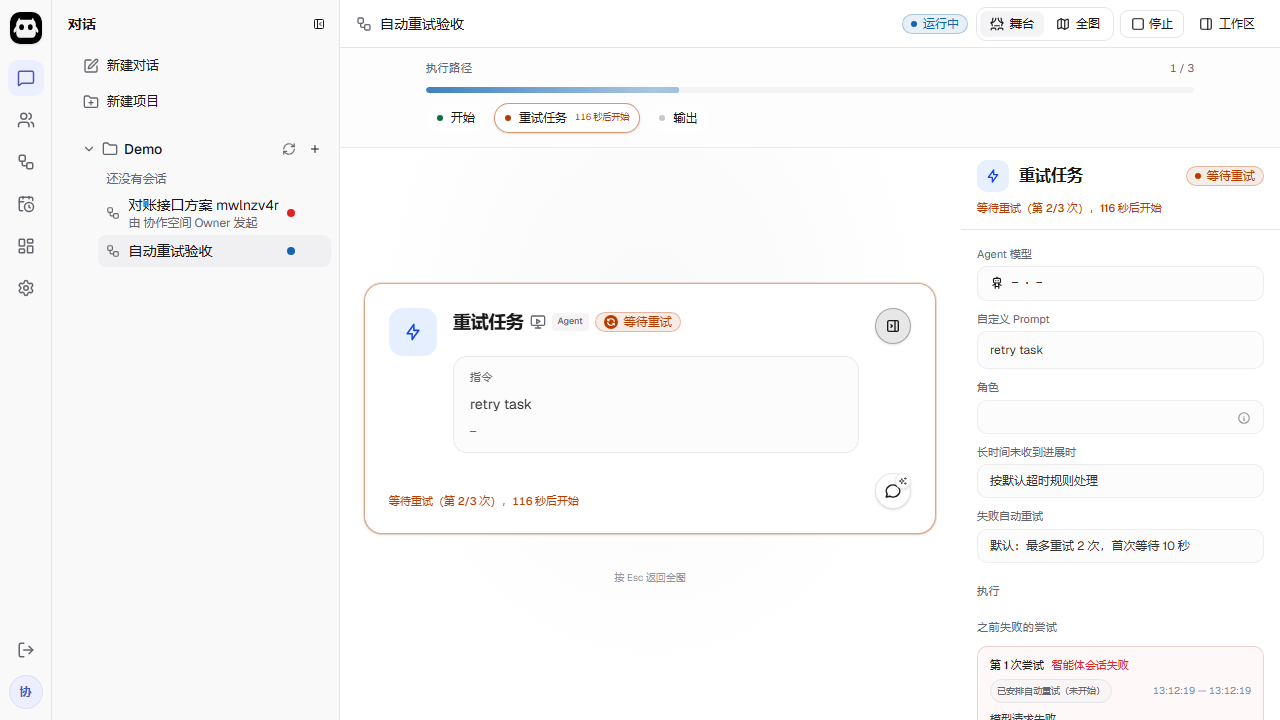 对话
新建对话
新建项目
Demo
还没有会话
对账接口方案 mwlnzv4r
由 协作空间 Owner 发起
自动重试验收
协
自动重试验收
运行中
舞台
全图
停止
工作区
执行路径
1 / 3
开始
重试任务 116 秒后开始
输出
重试任务
Agent
等待重试
指令
retry task
–
等待重试（第 2/3 次），116 秒后开始
按 Esc 返回全图
重试任务
等待重试
等待重试（第 2/3 次），116 秒后开始
Agent 模型
– · –
自定义 Prompt
retry task
角色
长时间未收到进展时
按默认超时规则处理
失败自动重试
默认：最多重试 2 次，首次等待 10 秒
执行
之前失败的尝试
第 1 次尝试 智能体会话失败
已安排自动重试（未开始）
13:12:19 — 13:12:19
模型请求失败